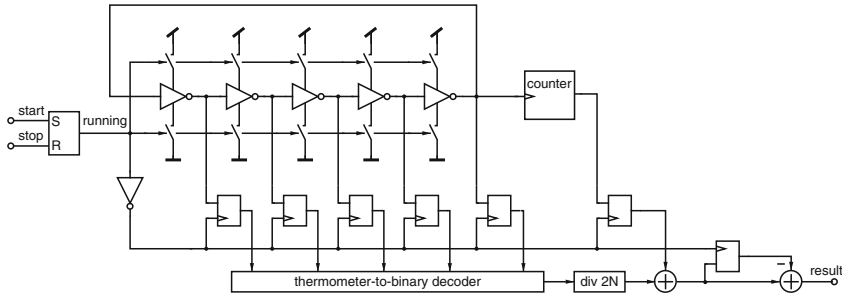 counter
start
S
running
stop
R
thermometer-to-binary decoder
div 2N
result